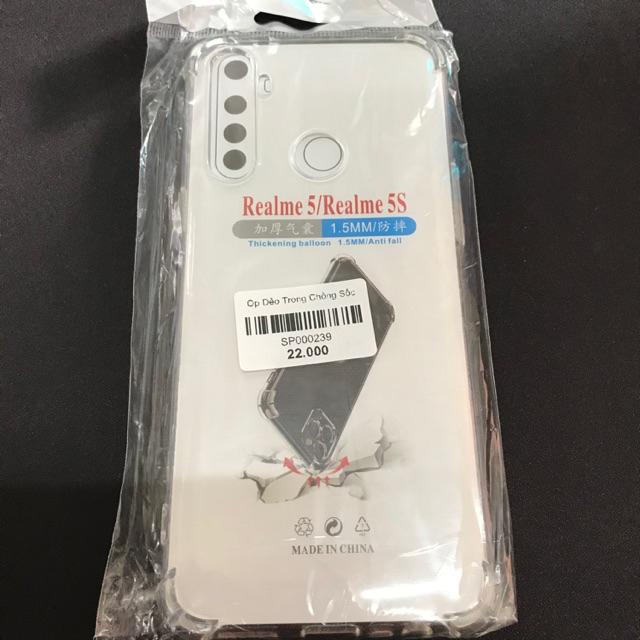 Realme 5/Realme 5S
加厚气囊 1.5MM/防摔
Thickening balloon 1.5MM/Anti fall
Ốp Dẻo Trong Chống Sốc
SP000239
22.000
MADE IN CHINA